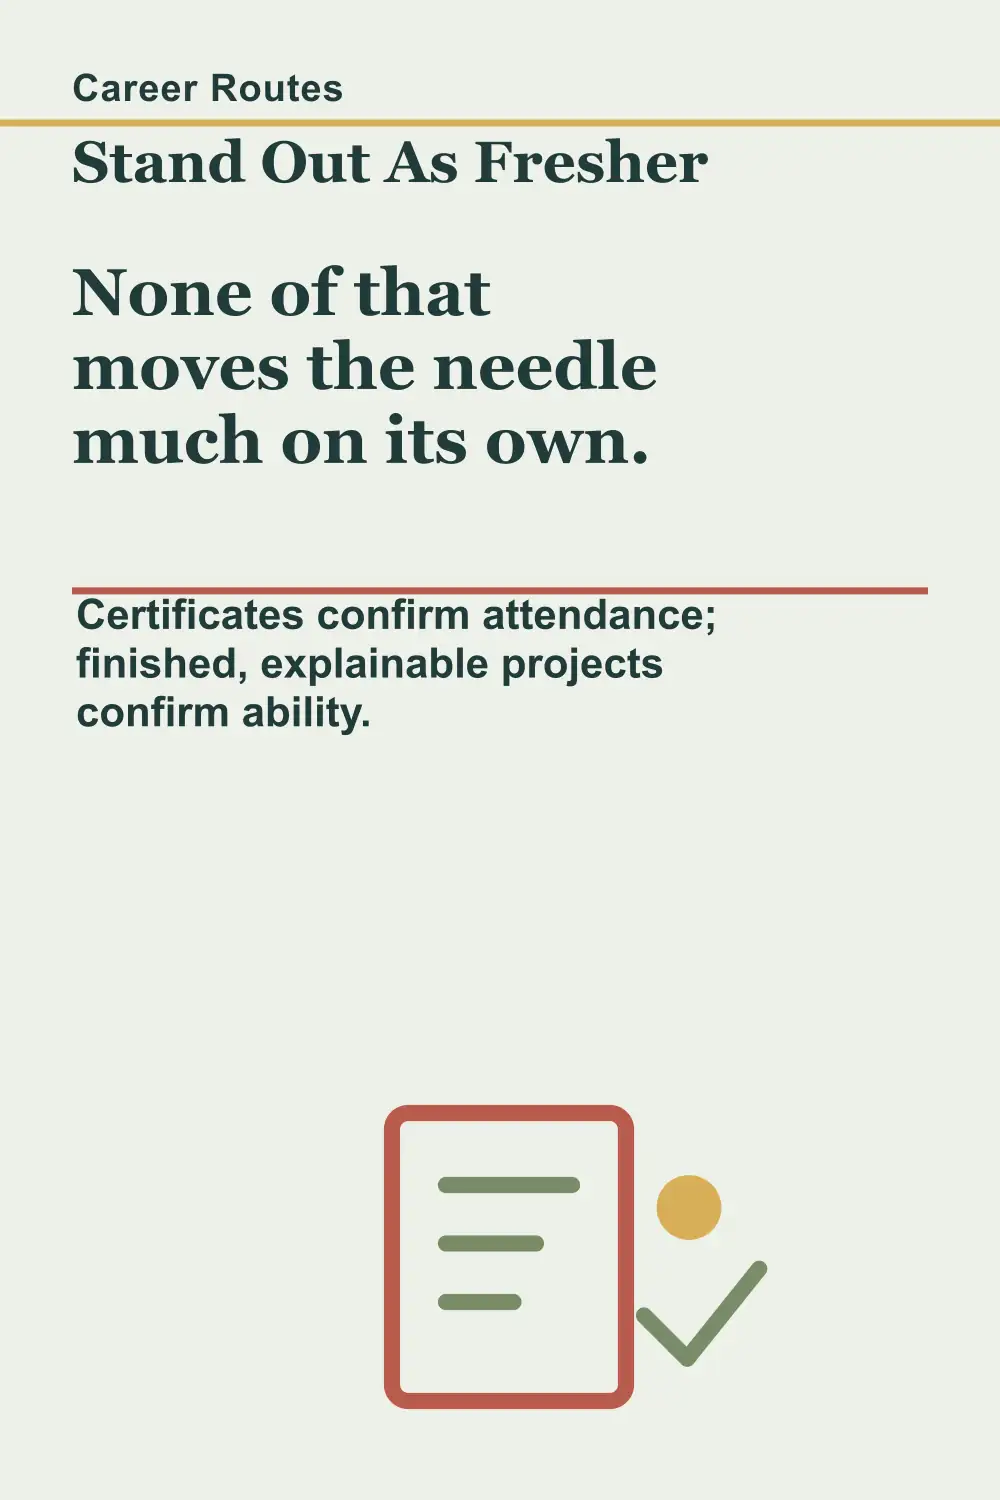 Career Routes
Stand Out As Fresher
None of that
moves the needle
much on its own.
Certificates confirm attendance;
finished, explainable projects
confirm ability.